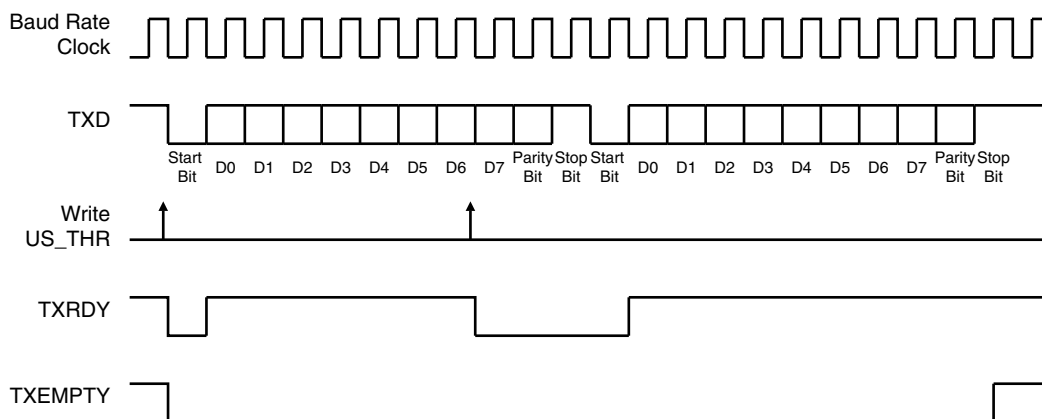 Baud Rate
Clock
TXD
Start
Bit D0 D1 D2 D3 D4 D5 D6 D7 Parity
Bit Stop
Bit Start
Bit D0 D1 D2 D3 D4 D5 D6 D7 Parity
Bit Stop
Bit
Write
US_THR
TXRDY
TXEMPTY